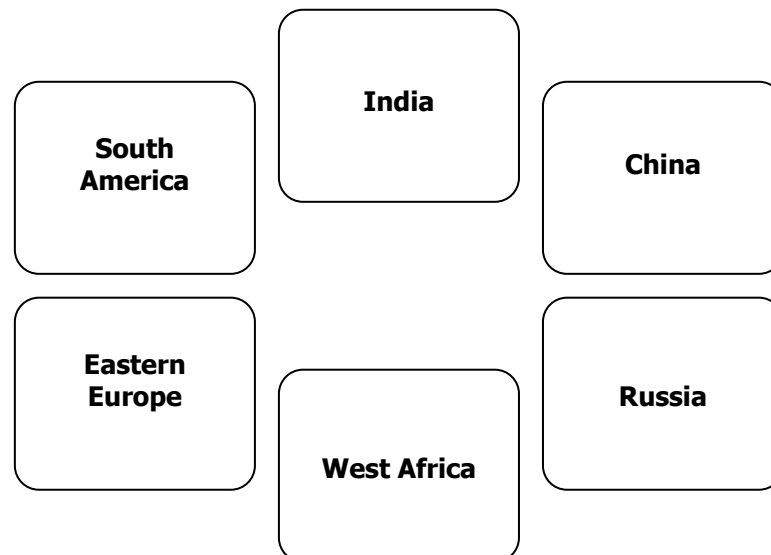 India
South
America
China
Eastern
Europe
Russia
West Africa